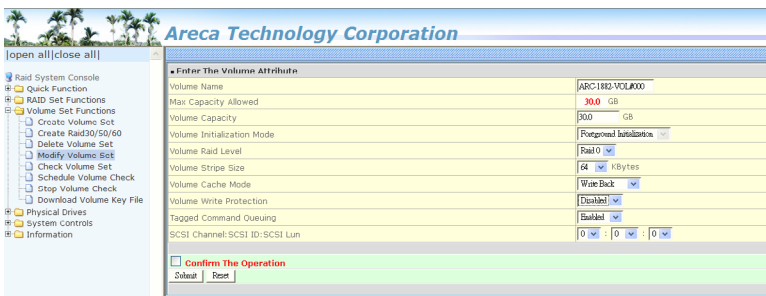 Areca Technology Corporation
|open all|close all|
Raid System Console
Quick Function
RAID Set Functions
Volume Set Functions
Create Volume Set
Create Raid30/50/60
Delete Volume Set
Modify Volume Set
Check Volume Set
Schedule Volume Check
Stop Volume Check
Download Volume Key File
Physical Drives
System Controls
Information
Enter The Volume Attribute
Volume Name ARC-1882-VOL#000
Max Capacity Allowed 30.0 GB
Volume Capacity 30.0 GB
Volume Initialization Mode Foreground Initialization
Volume Raid Level Raid 0
Volume Stripe Size 64 KBytes
Volume Cache Mode Write Back
Volume Write Protection Disabled
Tagged Command Queuing Enabled
SCSI Channel:SCSI ID:SCSI Lun 0 : 0 : 0
Confirm The Operation
Submit Reset